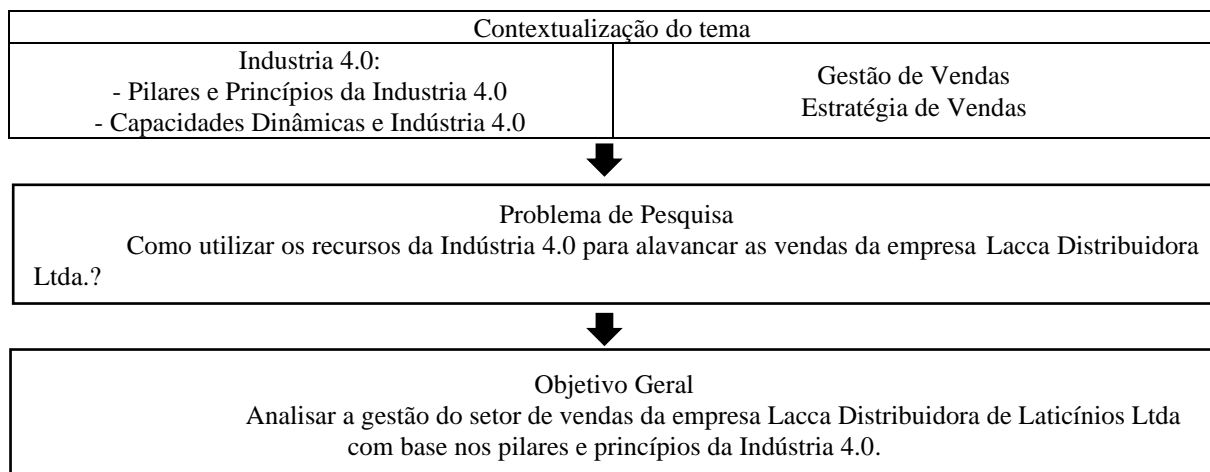 Contextualização do tema
Industria 4.0:
- Pilares e Princípios da Industria 4.0
- Capacidades Dinâmicas e Indústria 4.0
Gestão de Vendas
Estratégia de Vendas
Problema de Pesquisa
Como utilizar os recursos da Indústria 4.0 para alavancar as vendas da empresa Lacca Distribuidora
Ltda.?
Objetivo Geral
Analisar a gestão do setor de vendas da empresa Lacca Distribuidora de Laticínios Ltda
com base nos pilares e princípios da Indústria 4.0.